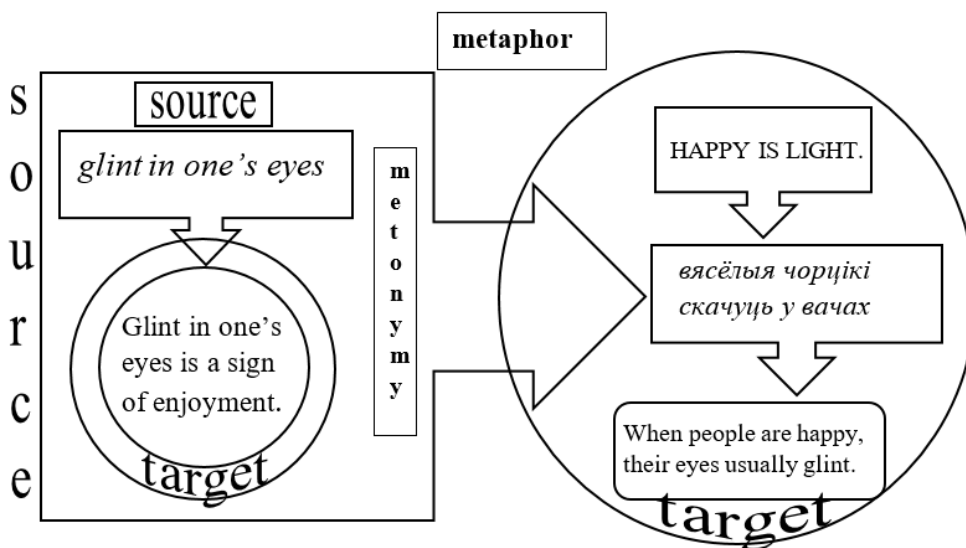 metaphor
source
source
glint in one’s eyes
metonymy
Glint in one’s
eyes is a sign
of enjoyment.
target
HAPPY IS LIGHT.
вясёлыя чорцікі
скачуць у вачах
When people are happy,
their eyes usually glint.
target